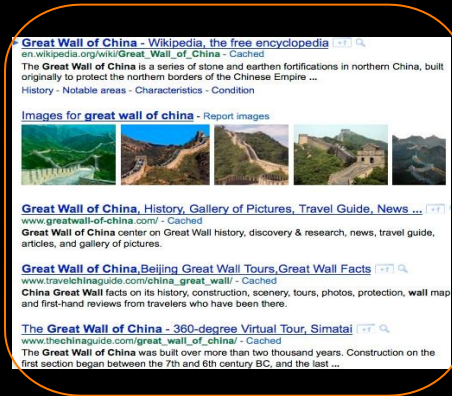 Great Wall of China - Wikipedia, the free encyclopedia +1
en.wikipedia.org/wiki/Great_Wall_of_China - Cached
The Great Wall of China is a series of stone and earthen fortifications in northern China, built
originally to protect the northern borders of the Chinese Empire ...
History - Notable areas - Characteristics - Condition
Images for great wall of china - Report images
Great Wall of China, History, Gallery of Pictures, Travel Guide, News ... +1
www.greatwall-of-china.com/ - Cached
Great Wall of China center on Great Wall history, discovery & research, news, travel guide,
articles, and gallery of pictures.
Great Wall of China,Beijing Great Wall Tours,Great Wall Facts +1
www.travelchinaguide.com/china_great_wall/ - Cached
China Great Wall facts on its history, construction, scenery, tours, photos, protection, wall map
and first-hand reviews from travelers who have been there.
The Great Wall of China - 360-degree Virtual Tour, Simatai +1
www.thechinaguide.com/great_wall_of_china/ - Cached
The Great Wall of China was built over more than two thousand years. Construction on the
first section began between the 7th and 6th century BC, and the last ...